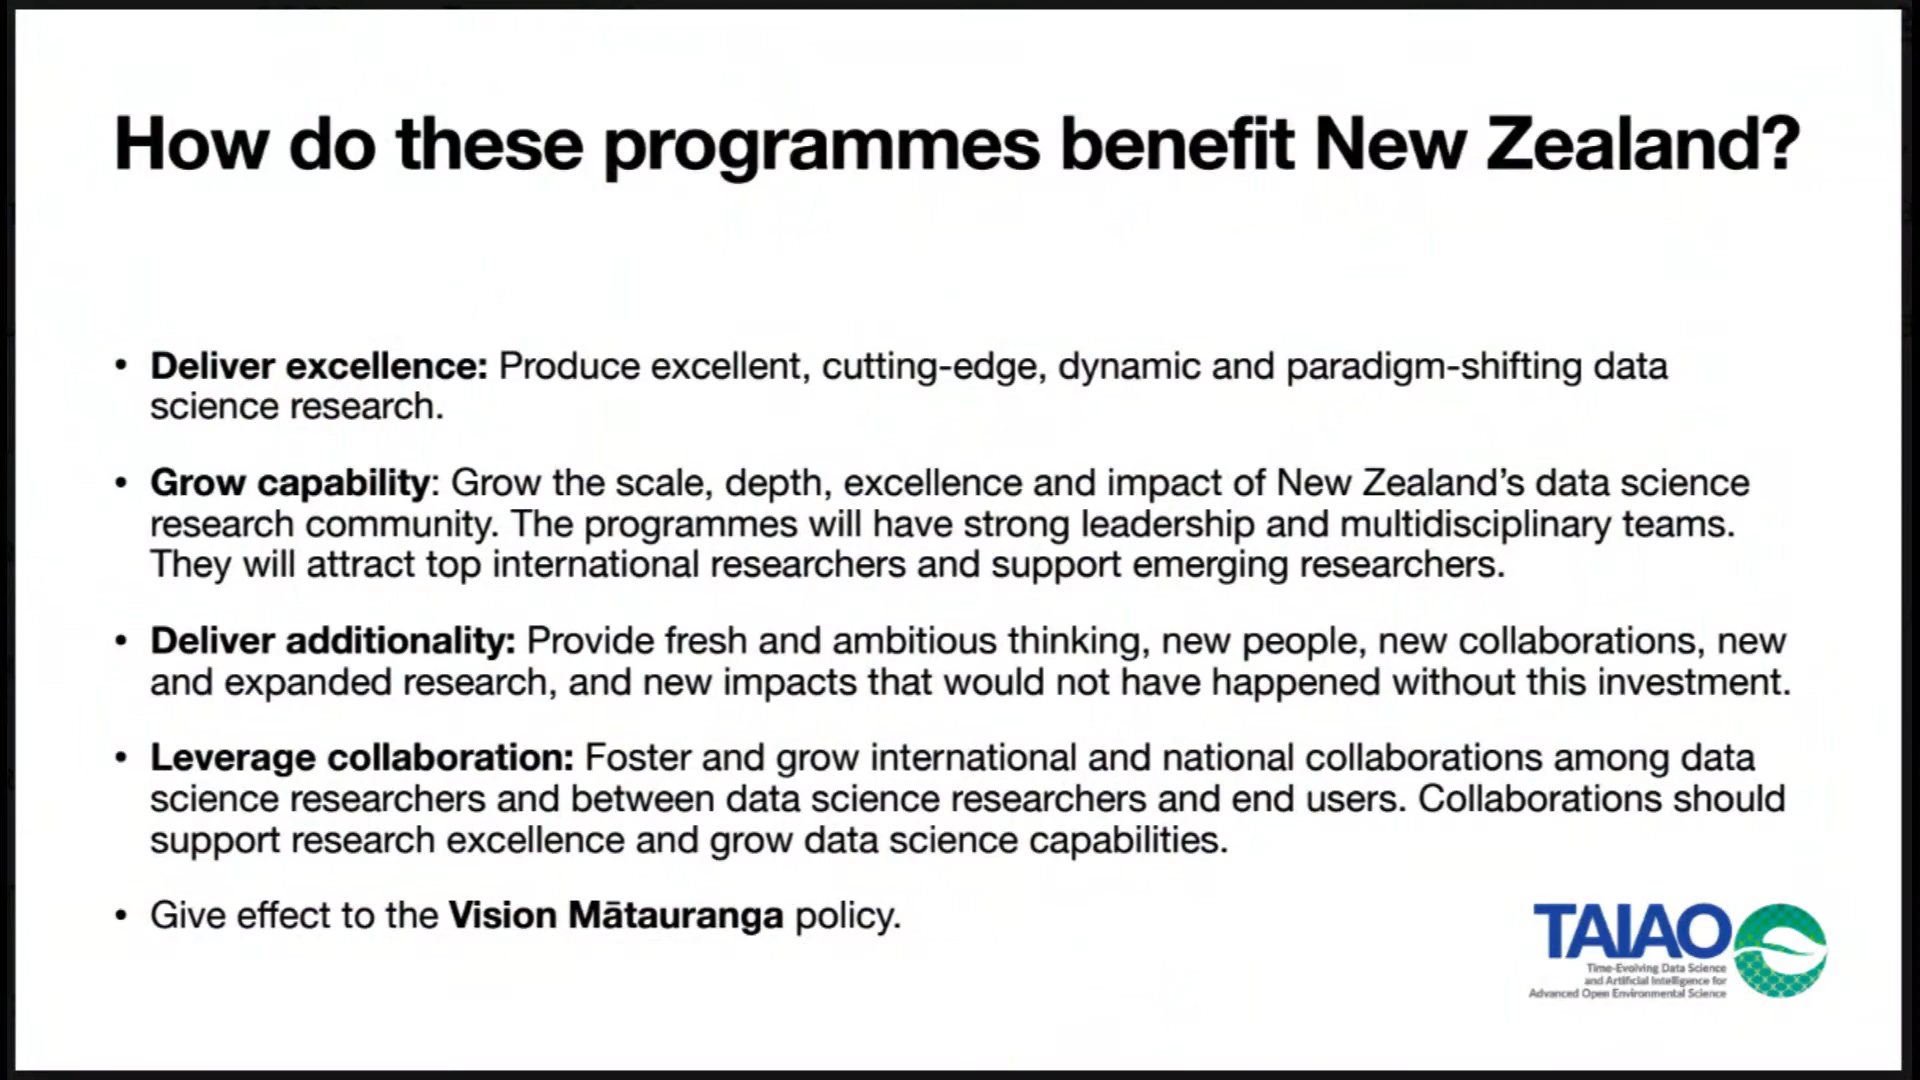 How do these programmes benefit New Zealand?
• Deliver excellence: Produce excellent, cutting-edge, dynamic and paradigm-shifting data
science research.
• Grow capability: Grow the scale, depth, excellence and impact of New Zealand’s data science
research community. The programmes will have strong leadership and multidisciplinary teams.
They will attract top international researchers and support emerging researchers.
• Deliver additionality: Provide fresh and ambitious thinking, new people, new collaborations, new
and expanded research, and new impacts that would not have happened without this investment.
• Leverage collaboration: Foster and grow international and national collaborations among data
science researchers and between data science researchers and end users. Collaborations should
support research excellence and grow data science capabilities.
• Give effect to the Vision Mātauranga policy.
TAIAO
Time-Evolving Data Science
and Artificial Intelligence for
Advanced Open Environmental Science